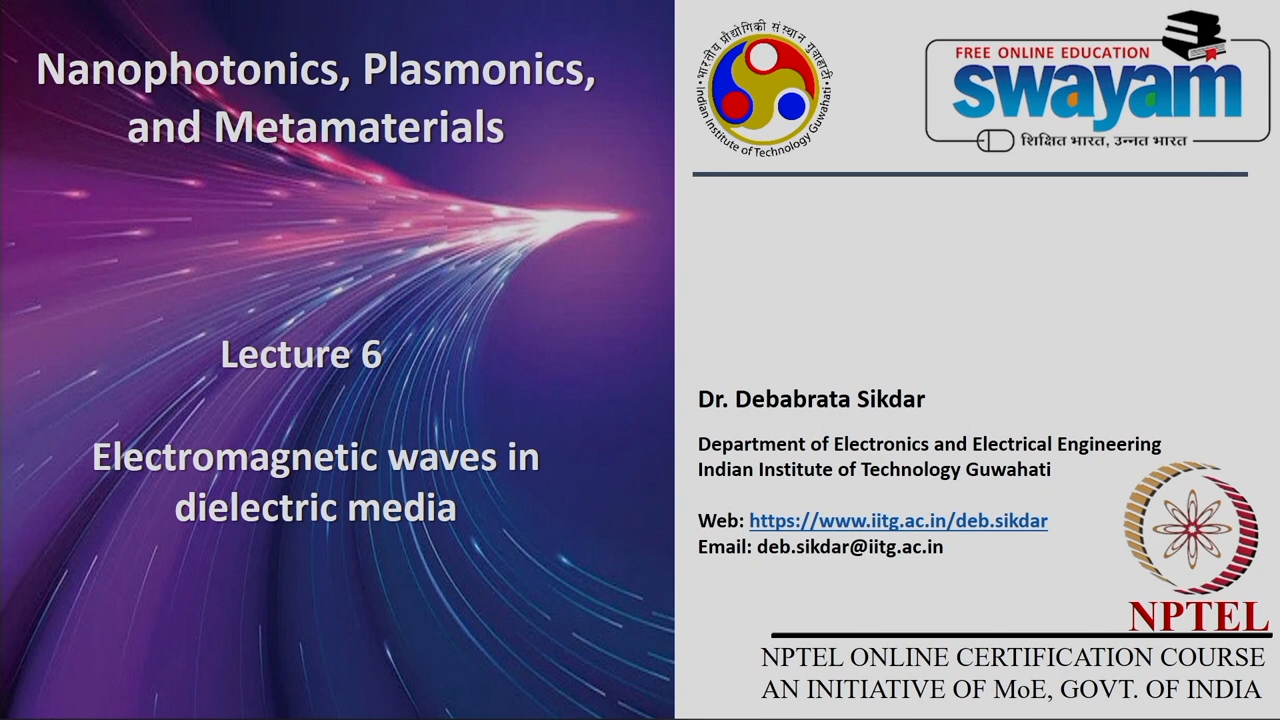 Nanophotonics, Plasmonics,
and Metamaterials
Lecture 6
Electromagnetic waves in
dielectric media
भारतीय प्रौद्योगिकी संस्थान गुवाहाटी
Indian Institute of Technology Guwahati
FREE ONLINE EDUCATION
swayam
शिक्षित भारत, उन्नत भारत
Dr. Debabrata Sikdar
Department of Electronics and Electrical Engineering
Indian Institute of Technology Guwahati
Web: https://www.iitg.ac.in/deb.sikdar
Email: deb.sikdar@iitg.ac.in
NPTEL
NPTEL ONLINE CERTIFICATION COURSE
AN INITIATIVE OF MoE, GOVT. OF INDIA